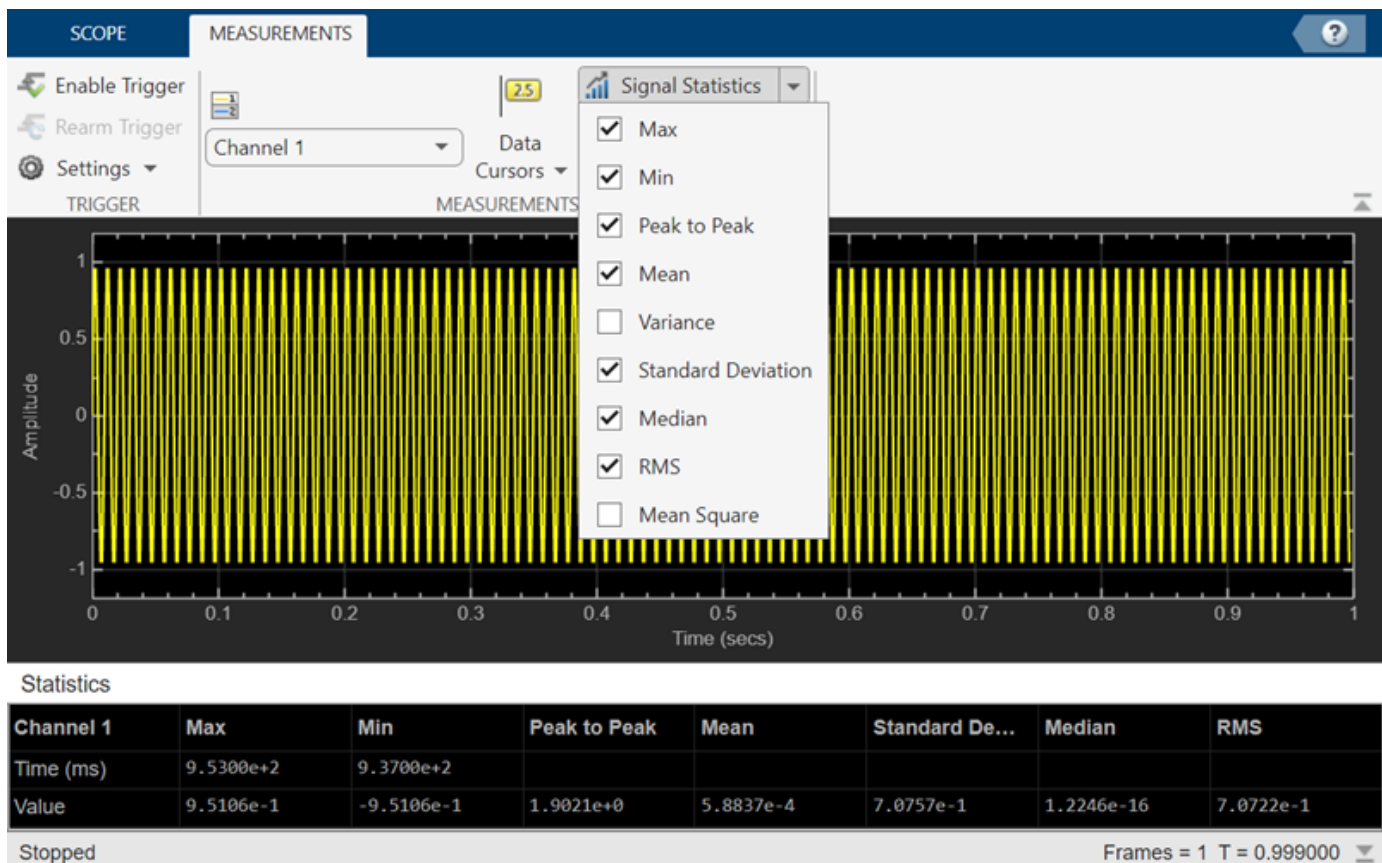 SCOPE MEASUREMENTS ?
Enable Trigger
Rearm Trigger
Settings
TRIGGER
1
2
Channel 1
2.5
Data
Cursors
MEASUREMENTS
Signal Statistics
Max
Min
Peak to Peak
Mean
Variance
Standard Deviation
Median
RMS
Mean Square
Amplitude
1
0.5
0
-0.5
-1
0 0.1 0.2 0.3 0.4 0.5 0.6 0.7 0.8 0.9 1
Time (secs)
Statistics
Channel 1 Max Min Peak to Peak Mean Standard De... Median RMS
Time (ms) 9.5300e+2 9.3700e+2
Value 9.5106e-1 -9.5106e-1 1.9021e+0 5.8837e-4 7.0757e-1 1.2246e-16 7.0722e-1
Stopped Frames = 1 T = 0.999000